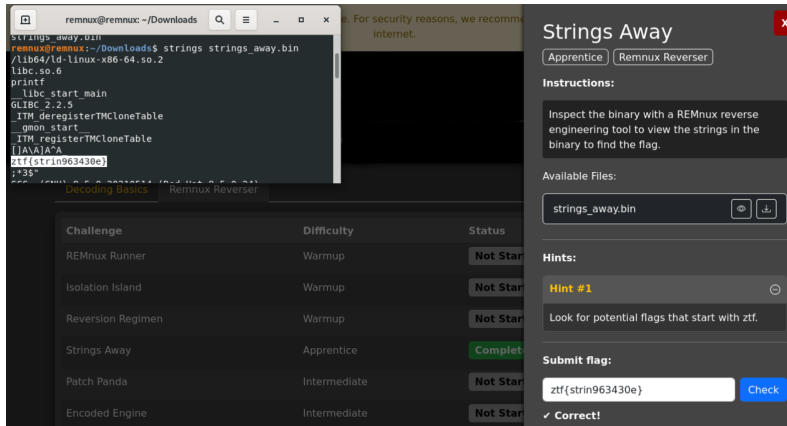 remnux@remnux: ~/Downloads
e. For security reasons, we recomme
internet.
strings_away.bin
remnux@remnux:~/Downloads$ strings strings_away.bin
/lib64/ld-linux-x86-64.so.2
libc.so.6
printf
__libc_start_main
GLIBC_2.2.5
_ITM_deregisterTMCloneTable
__gmon_start__
_ITM_registerTMCloneTable
[]A\A]A^A
ztf{strin963430e}
;*3$"
Decoding Basics
Remnux Reverser
Challenge Difficulty Status
REMnux Runner Warmup Not Star
Isolation Island Warmup Not Star
Reversion Regimen Warmup Not Star
Strings Away Apprentice Complet
Patch Panda Intermediate Not Star
Encoded Engine Intermediate Not Star
X
Strings Away
Apprentice Remnux Reverser
Instructions:
Inspect the binary with a REMnux reverse
engineering tool to view the strings in the
binary to find the flag.
Available Files:
strings_away.bin
Hints:
Hint #1
Look for potential flags that start with ztf.
Submit flag:
ztf{strin963430e} Check
✔ Correct!